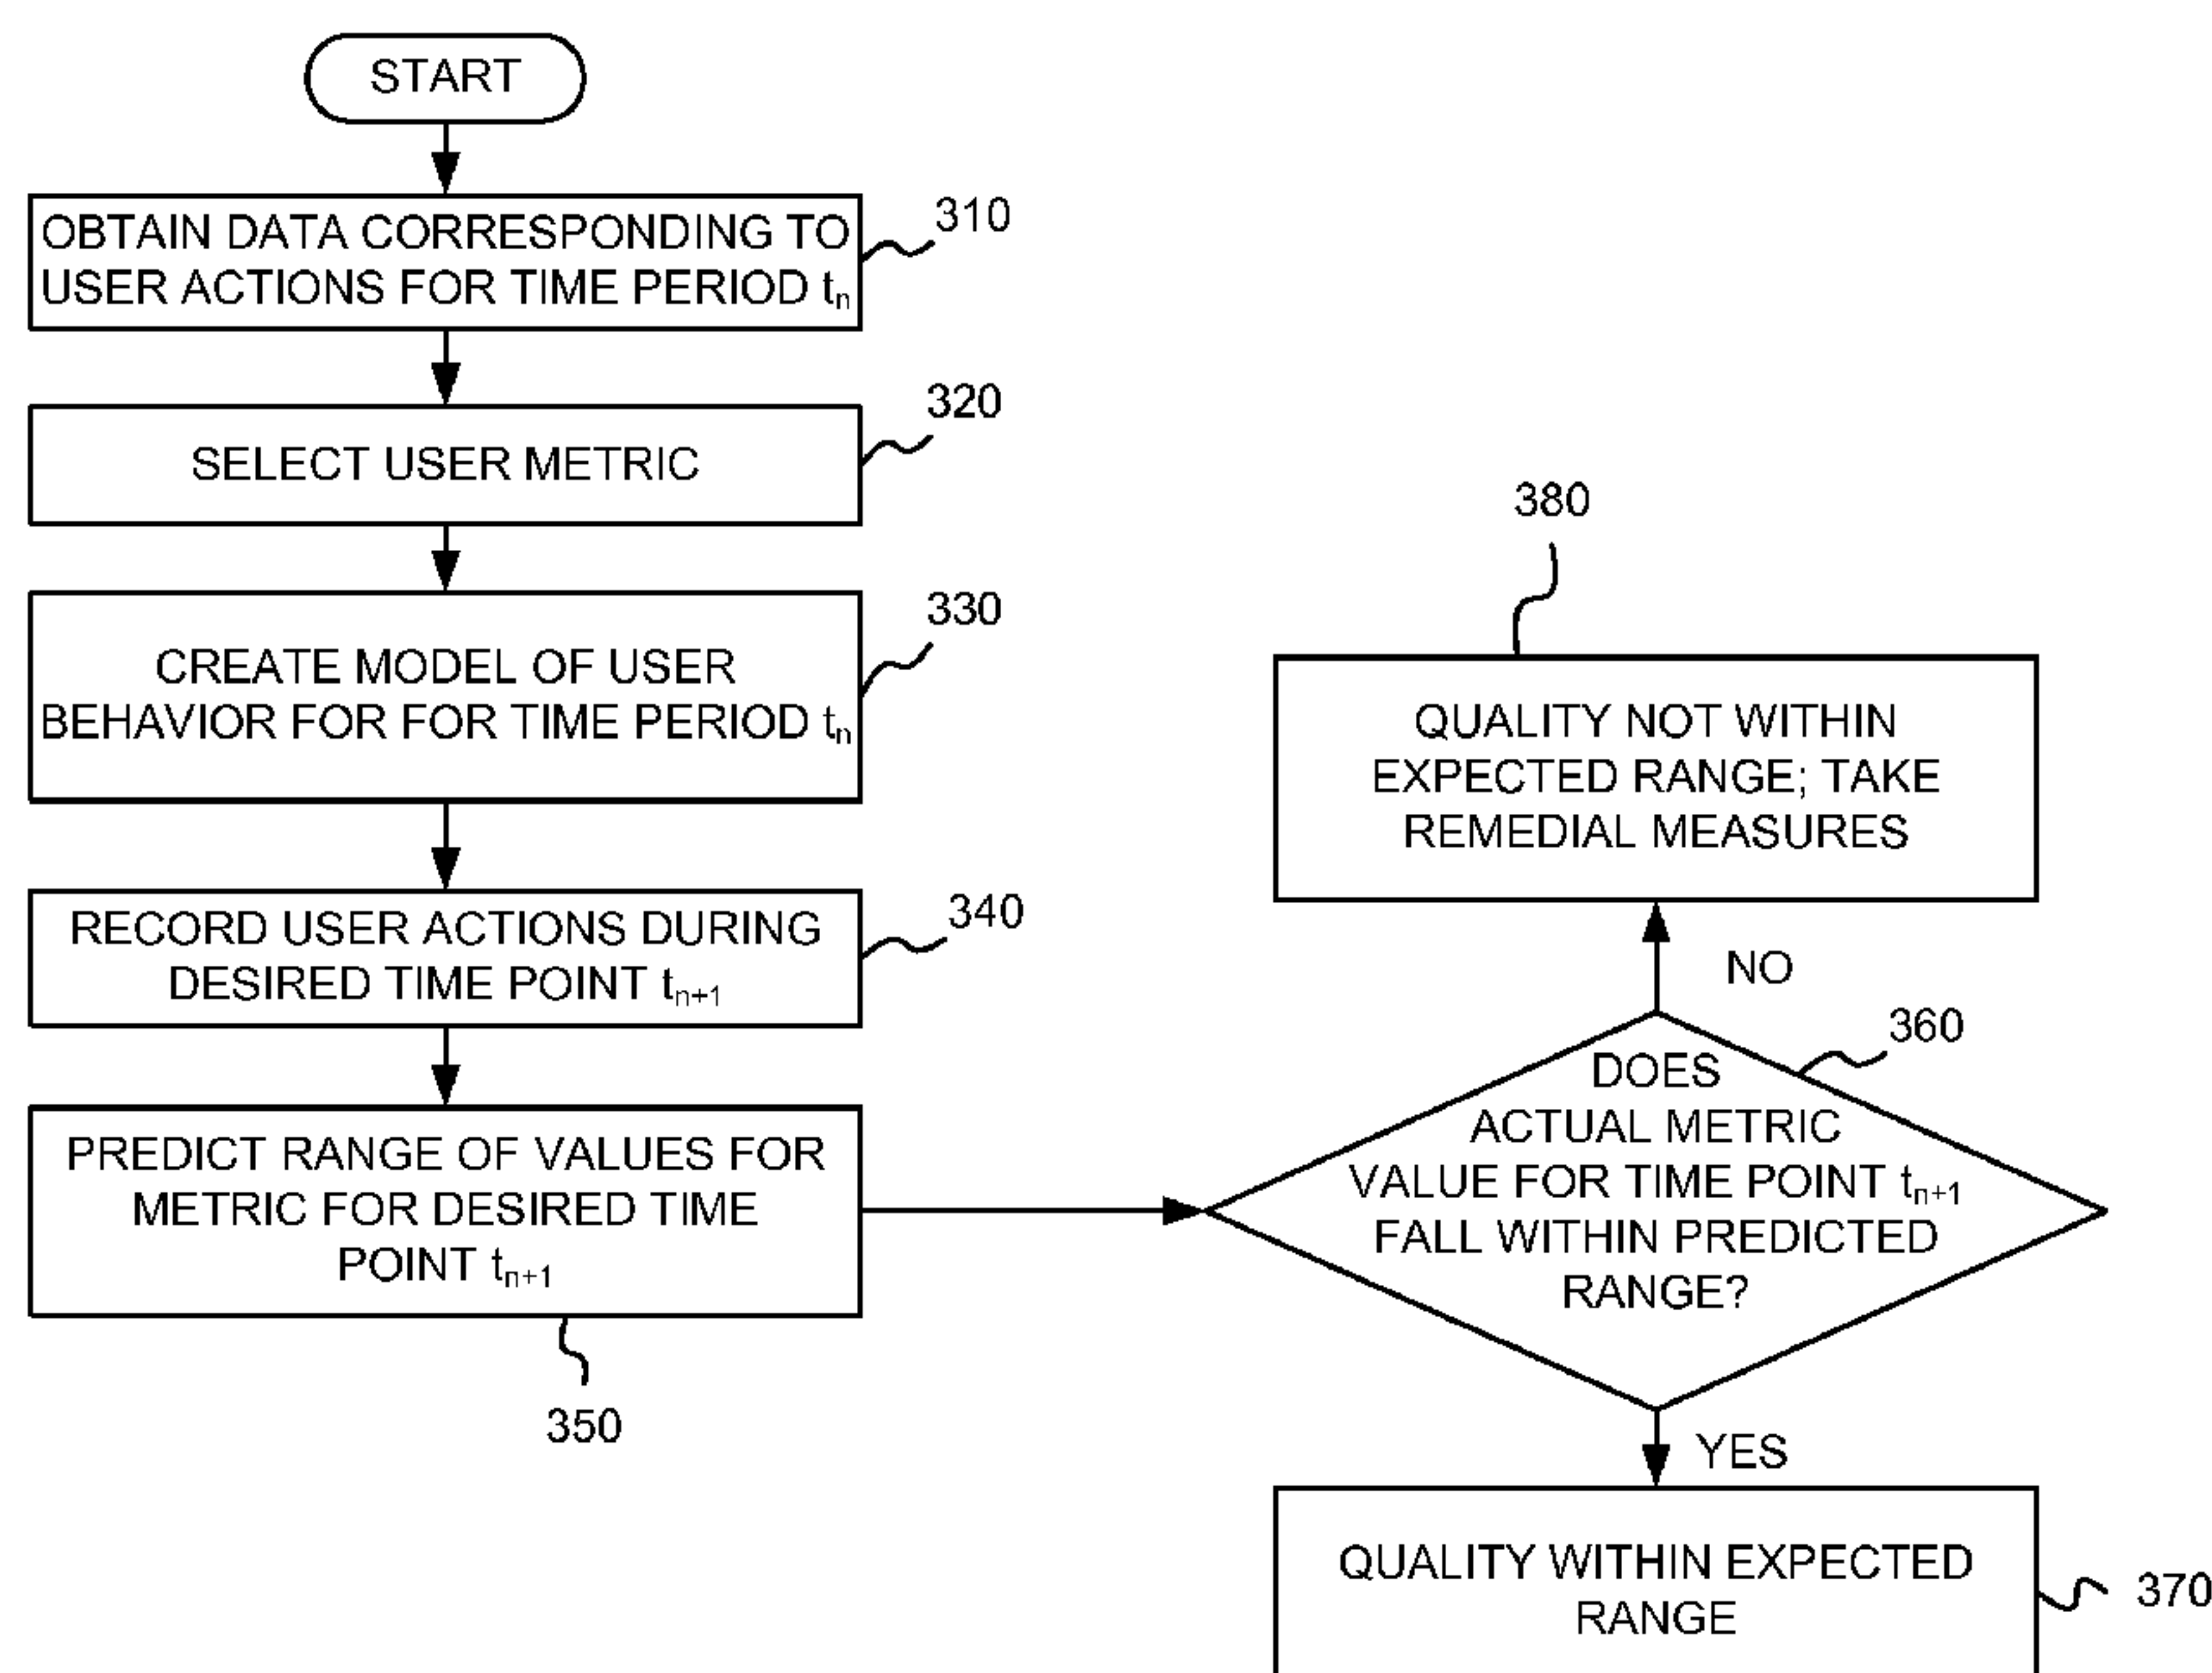 START
OBTAIN DATA CORRESPONDING TO
USER ACTIONS FOR TIME PERIOD tn
310
SELECT USER METRIC
320
CREATE MODEL OF USER
BEHAVIOR FOR FOR TIME PERIOD tn
330
RECORD USER ACTIONS DURING
DESIRED TIME POINT tn+1
340
PREDICT RANGE OF VALUES FOR
METRIC FOR DESIRED TIME
POINT tn+1
350
380
QUALITY NOT WITHIN
EXPECTED RANGE; TAKE
REMEDIAL MEASURES
NO
360
DOES
ACTUAL METRIC
VALUE FOR TIME POINT tn+1
FALL WITHIN PREDICTED
RANGE?
YES
QUALITY WITHIN EXPECTED
RANGE
370